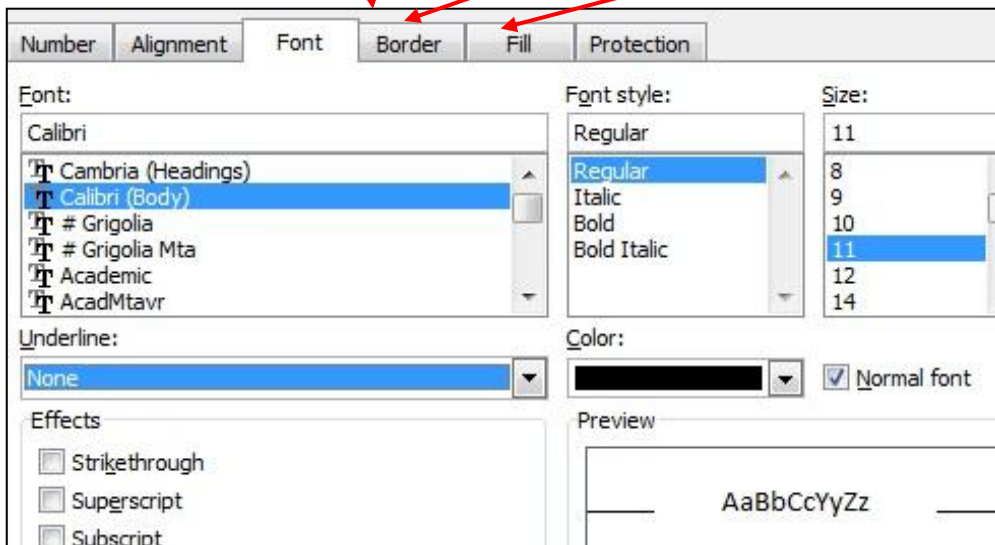 Number Alignment Font Border Fill Protection
Font: Font style: Size:
Calibri Regular 11
Cambria (Headings) Regular 8
Calibri (Body) Italic 9
# Grigolia Bold 10
# Grigolia Mta Bold Italic 11
Academic 12
AcadMtavr 14
Underline: Color:
None Normal font
Effects Preview
Strikethrough
Superscript AaBbCcYyZz
Subscript